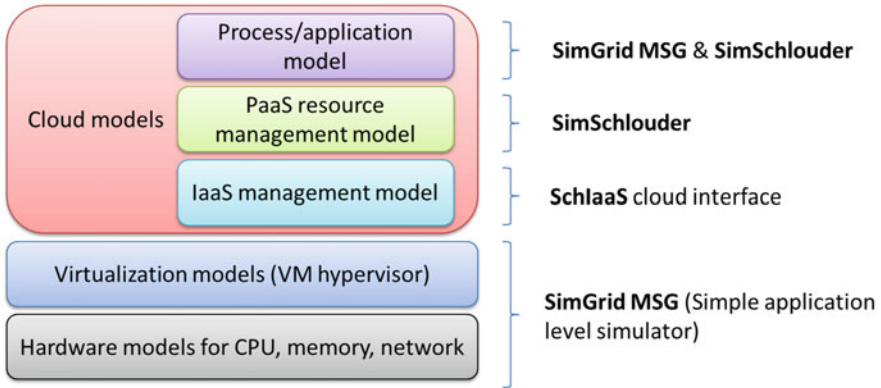 Process/application
model
SimGrid MSG & SimSchlouder
Cloud models
PaaS resource
management model
SimSchlouder
IaaS management model
SchIaaS cloud interface
Virtualization models (VM hypervisor)
SimGrid MSG (Simple application
level simulator)
Hardware models for CPU, memory, network